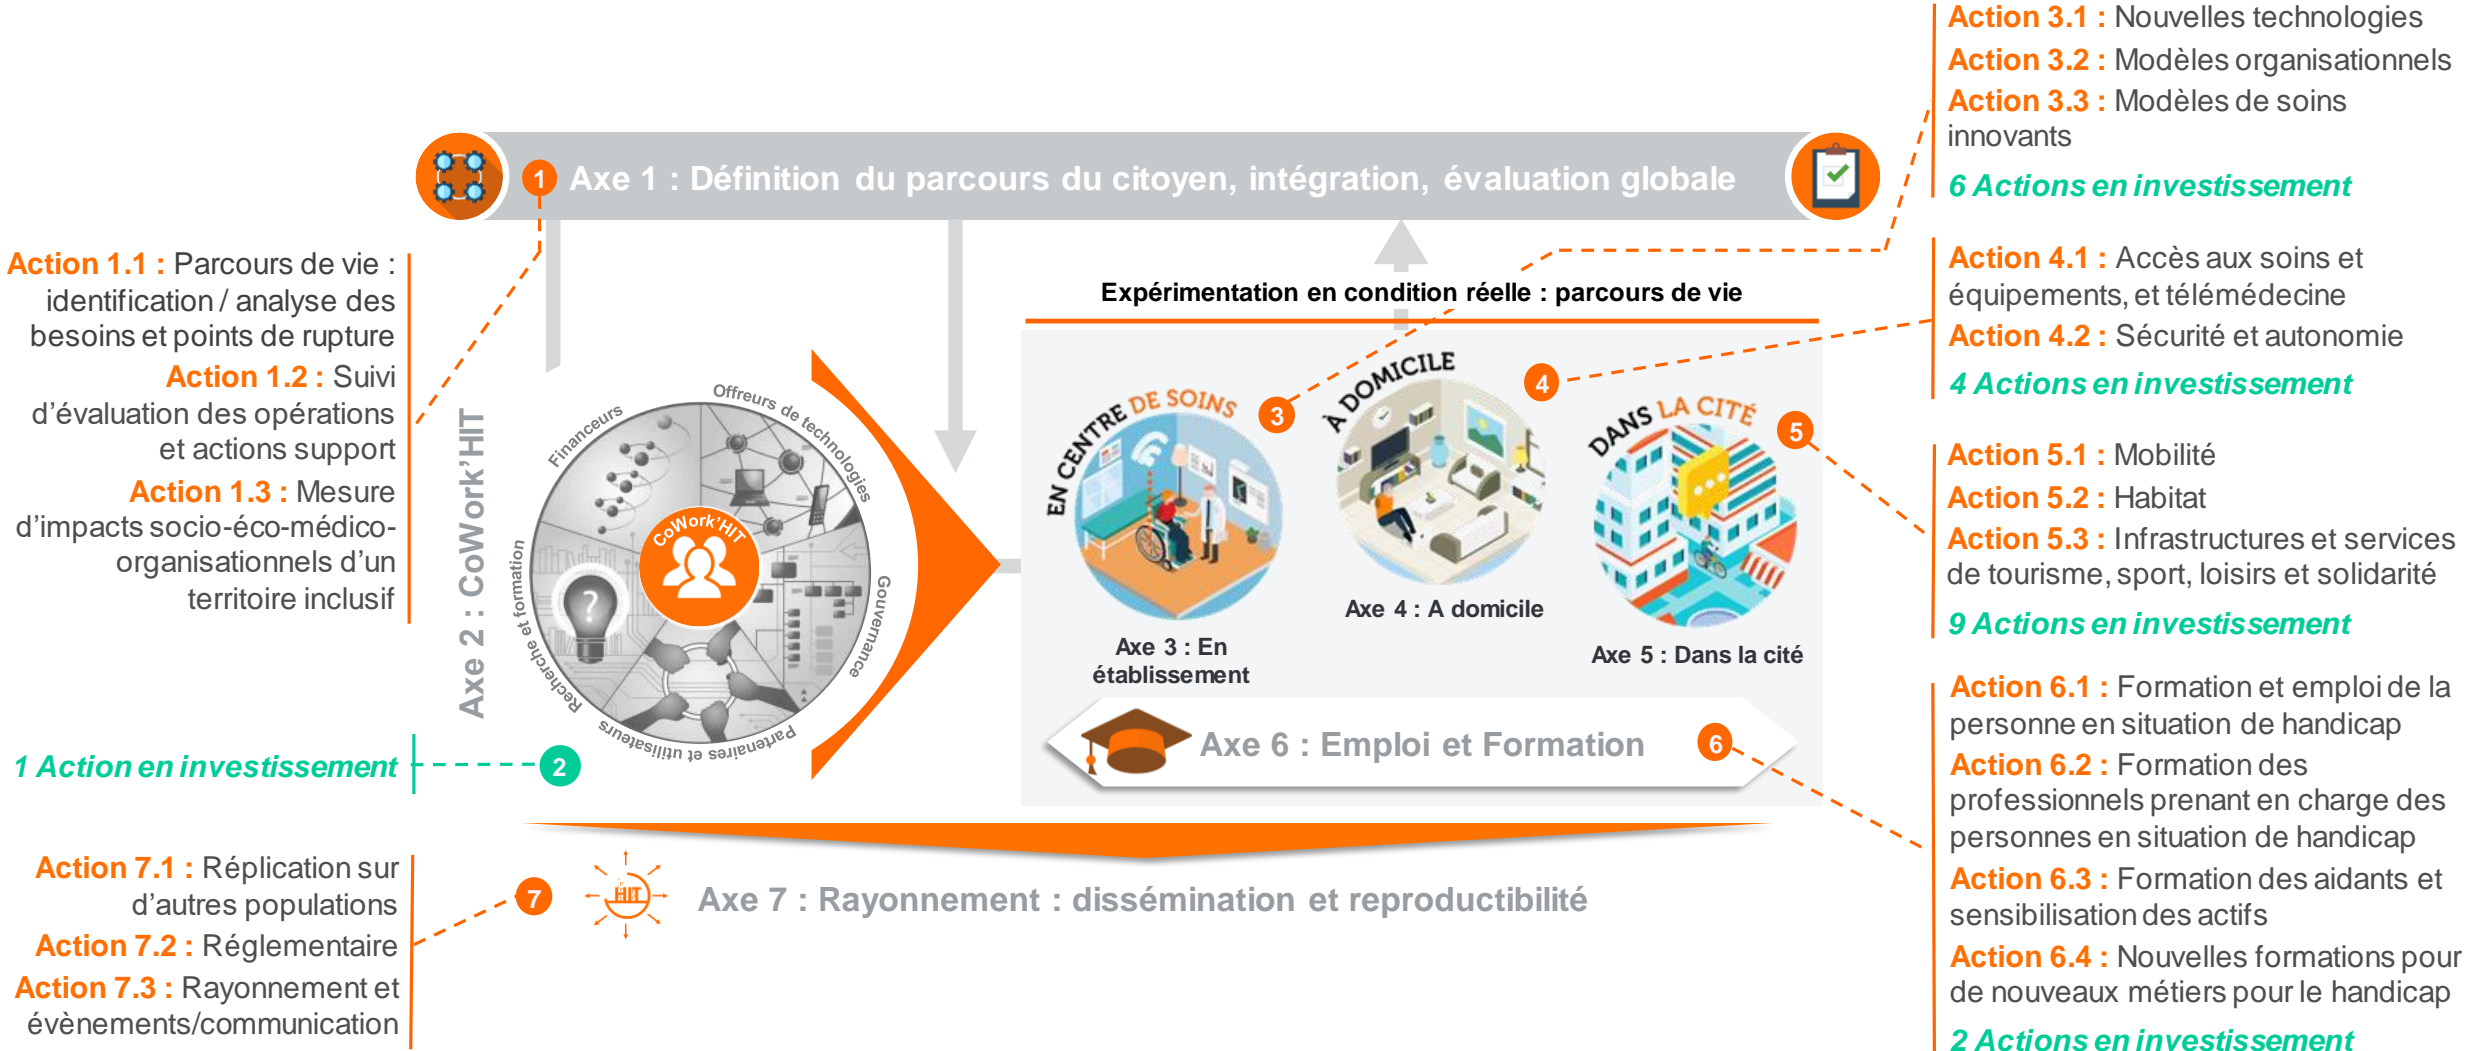 Axe 1 : Définition du parcours du citoyen, intégration, évaluation globale
1
Action 1.1 : Parcours de vie :
identification / analyse des
besoins et points de rupture
Action 1.2 : Suivi
d'évaluation des opérations
et actions support
Action 1.3 : Mesure
d'impacts socio-éco-médico-
organisationnels d'un
territoire inclusif
Axe 2 : CoWork'HIT
Financeurs
Offreurs de technologies
Gouvernance
Partenaires et utilisateurs
Recherche et formation
CoWork'HIT
?
1 Action en investissement
2
Expérimentation en condition réelle : parcours de vie
EN CENTRE DE SOINS
3
Axe 3 : En
établissement
À DOMICILE
4
Axe 4 : A domicile
DANS LA CITÉ
5
Axe 5 : Dans la cité
Axe 6 : Emploi et Formation
6
Action 3.1 : Nouvelles technologies
Action 3.2 : Modèles organisationnels
Action 3.3 : Modèles de soins
innovants
6 Actions en investissement
Action 4.1 : Accès aux soins et
équipements, et télémédecine
Action 4.2 : Sécurité et autonomie
4 Actions en investissement
Action 5.1 : Mobilité
Action 5.2 : Habitat
Action 5.3 : Infrastructures et services
de tourisme, sport, loisirs et solidarité
9 Actions en investissement
Action 6.1 : Formation et emploi de la
personne en situation de handicap
Action 6.2 : Formation des
professionnels prenant en charge des
personnes en situation de handicap
Action 6.3 : Formation des aidants et
sensibilisation des actifs
Action 6.4 : Nouvelles formations pour
de nouveaux métiers pour le handicap
2 Actions en investissement
Action 7.1 : Réplication sur
d'autres populations
Action 7.2 : Réglementaire
Action 7.3 : Rayonnement et
évènements/communication
7
HIT
Axe 7 : Rayonnement : dissémination et reproductibilité